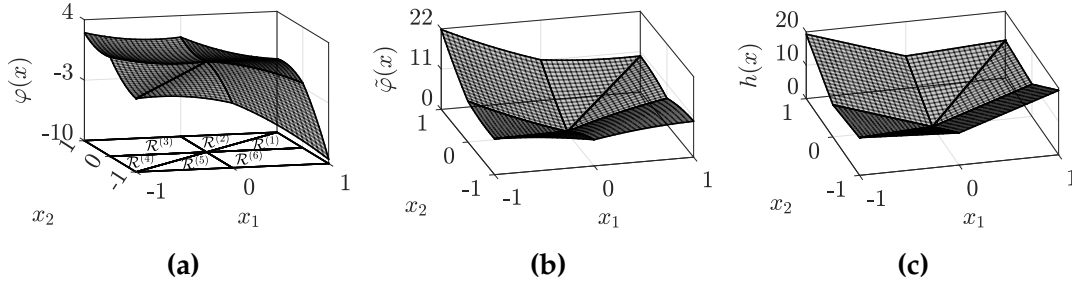 4
-3
-10
φ(x)
1
0
-1
x₂
-1
0
1
x₁
ℛ⁽³⁾ ℛ⁽²⁾ ℛ⁽¹⁾
ℛ⁽⁴⁾ ℛ⁽⁵⁾ ℛ⁽⁶⁾
(a)
22
11
0
φ̃(x)
1
0
-1
x₂
-1
0
1
x₁
(b)
20
10
0
h(x)
1
0
-1
x₂
-1
0
1
x₁
(c)